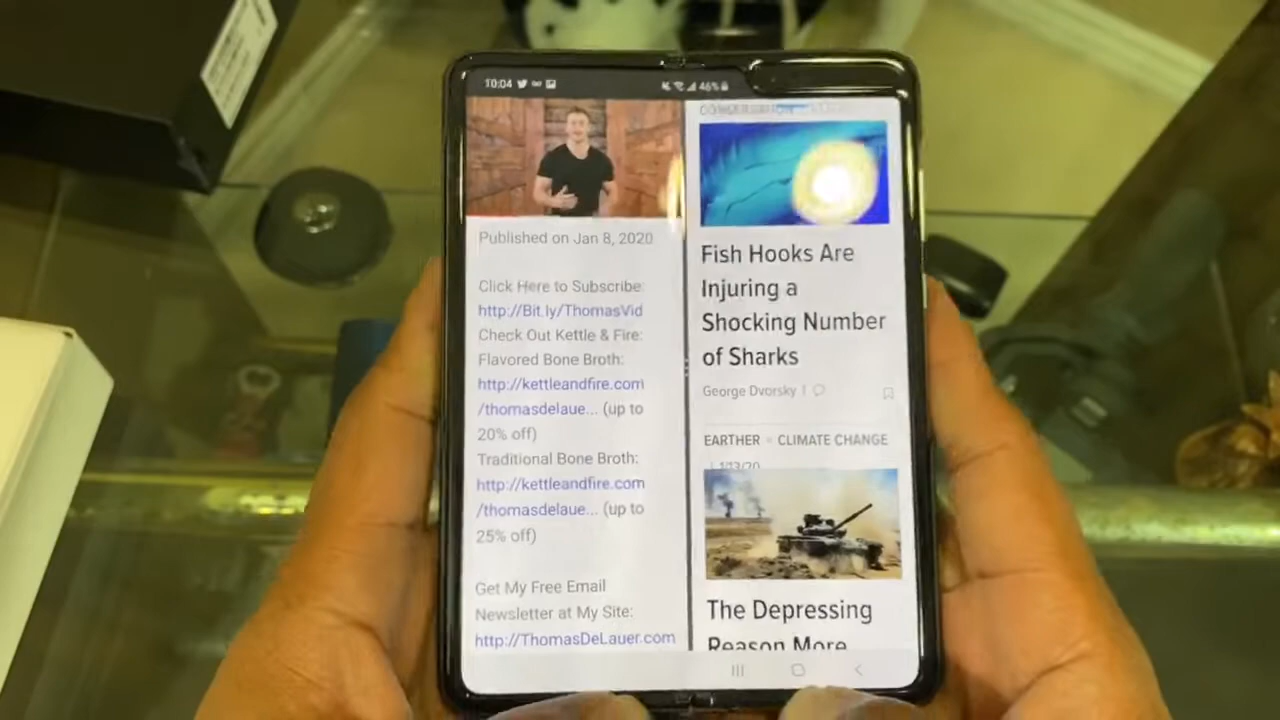 10:04
46%
Published on Jan 8, 2020
Click Here to Subscribe:
http://Bit.ly/ThomasVid
Check Out Kettle & Fire:
Flavored Bone Broth:
http://kettleandfire.com
/thomasdelaue... (up to
20% off)
Traditional Bone Broth:
http://kettleandfire.com
/thomasdelaue... (up to
25% off)
Get My Free Email
Newsletter at My Site:
http://ThomasDeLauer.com
Fish Hooks Are
Injuring a
Shocking Number
of Sharks
George Dvorsky
EARTHER CLIMATE CHANGE
1/13/20
The Depressing
Reason More